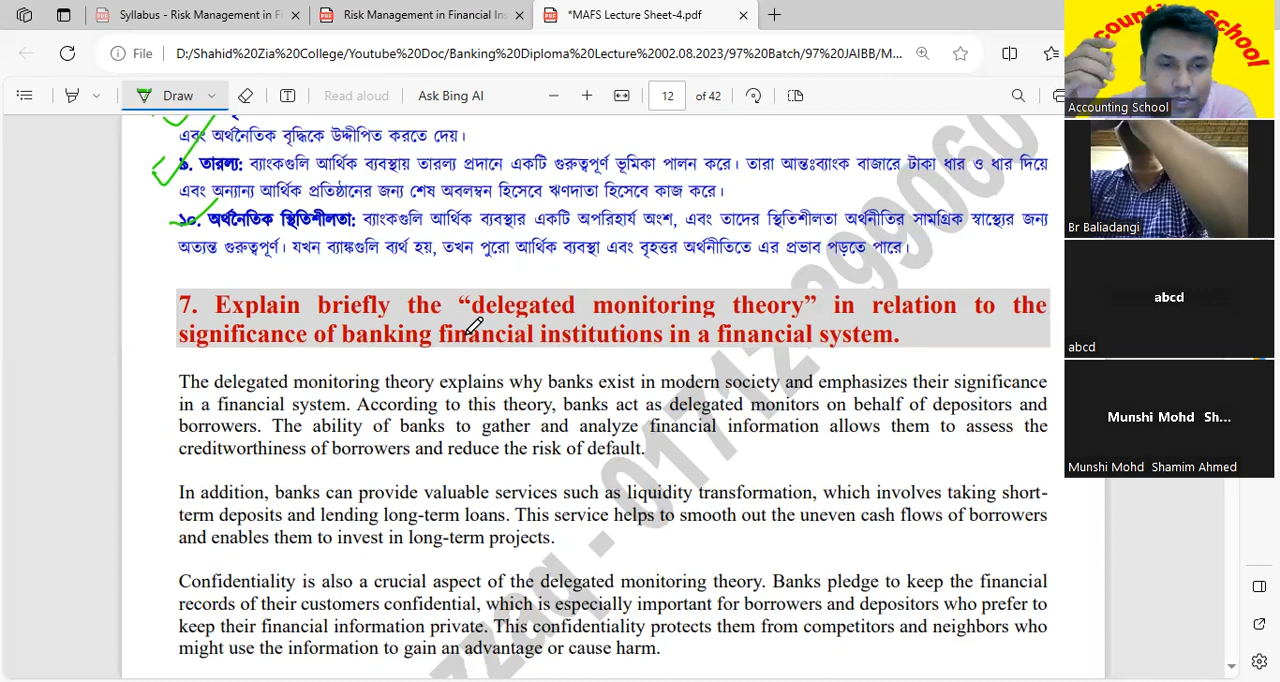 Syllabus - Risk Management in Fi
Risk Management in Financial Ins
*MAFS Lecture Sheet-4.pdf
File
D:/Shahid%20Zia%20College/Youtube%20Doc/Banking%20Diploma%20Lecture%2002.08.2023/97%20Batch/97%20JAIBB/M...
Draw
Read aloud
Ask Bing AI
12 of 42
এবং অর্থনৈতিক বৃদ্ধিকে উদ্দীপিত করতে দেয়।
৯. তারল্য: ব্যাংকগুলি আর্থিক ব্যবস্থায় তারল্য প্রদানে একটি গুরুত্বপূর্ণ ভূমিকা পালন করে। তারা আন্তঃব্যাংক বাজারে টাকা ধার ও ধার দিয়ে
এবং অন্যান্য আর্থিক প্রতিষ্ঠানের জন্য শেষ অবলম্বন হিসেবে ঋণদাতা হিসেবে কাজ করে।
১০. অর্থনৈতিক স্থিতিশীলতা: ব্যাংকগুলি আর্থিক ব্যবস্থার একটি অপরিহার্য অংশ, এবং তাদের স্থিতিশীলতা অর্থনীতির সামগ্রিক স্বাস্থ্যের জন্য
অত্যন্ত গুরুত্বপূর্ণ। যখন ব্যাঙ্কগুলি ব্যর্থ হয়, তখন পুরো আর্থিক ব্যবস্থা এবং বৃহত্তর অর্থনীতিতে এর প্রভাব পড়তে পারে।
7. Explain briefly the “delegated monitoring theory” in relation to the
significance of banking financial institutions in a financial system.
The delegated monitoring theory explains why banks exist in modern society and emphasizes their significance
in a financial system. According to this theory, banks act as delegated monitors on behalf of depositors and
borrowers. The ability of banks to gather and analyze financial information allows them to assess the
creditworthiness of borrowers and reduce the risk of default.
In addition, banks can provide valuable services such as liquidity transformation, which involves taking short-
term deposits and lending long-term loans. This service helps to smooth out the uneven cash flows of borrowers
and enables them to invest in long-term projects.
Confidentiality is also a crucial aspect of the delegated monitoring theory. Banks pledge to keep the financial
records of their customers confidential, which is especially important for borrowers and depositors who prefer to
keep their financial information private. This confidentiality protects them from competitors and neighbors who
might use the information to gain an advantage or cause harm.
zzaq - 01712-999060
School
Accounting School
Br Baliadangi
abcd
abcd
Munshi Mohd Sh...
Munshi Mohd Shamim Ahmed